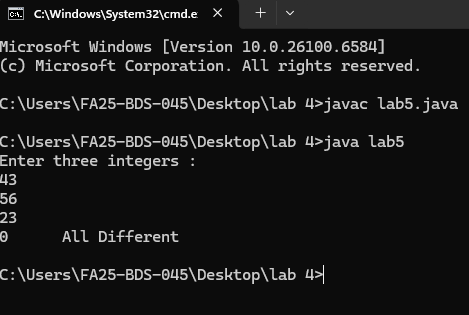 C:\Windows\System32\cmd.e
Microsoft Windows [Version 10.0.26100.6584]
(c) Microsoft Corporation. All rights reserved.
C:\Users\FA25-BDS-045\Desktop\lab 4>javac lab5.java
C:\Users\FA25-BDS-045\Desktop\lab 4>java lab5
Enter three integers :
43
56
23
0      All Different
C:\Users\FA25-BDS-045\Desktop\lab 4>